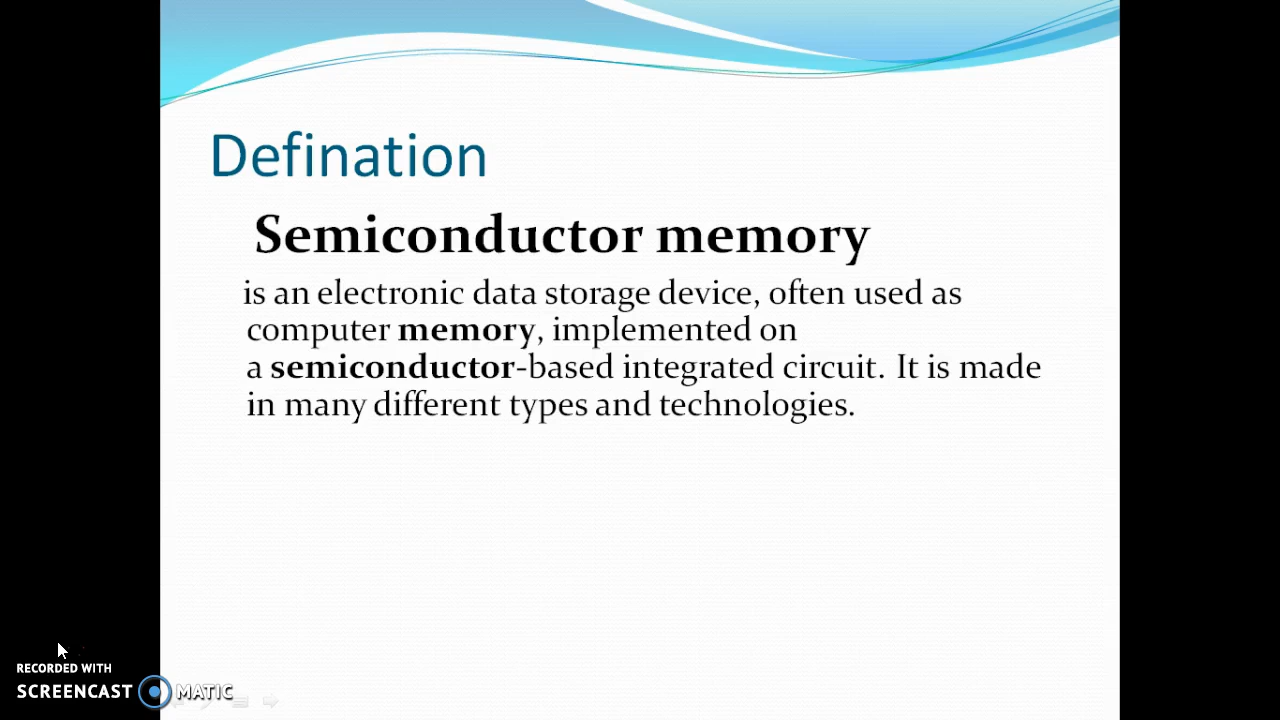 Defination
Semiconductor memory
is an electronic data storage device, often used as
computer memory, implemented on
a semiconductor-based integrated circuit. It is made
in many different types and technologies.
RECORDED WITH
SCREENCAST MATIC